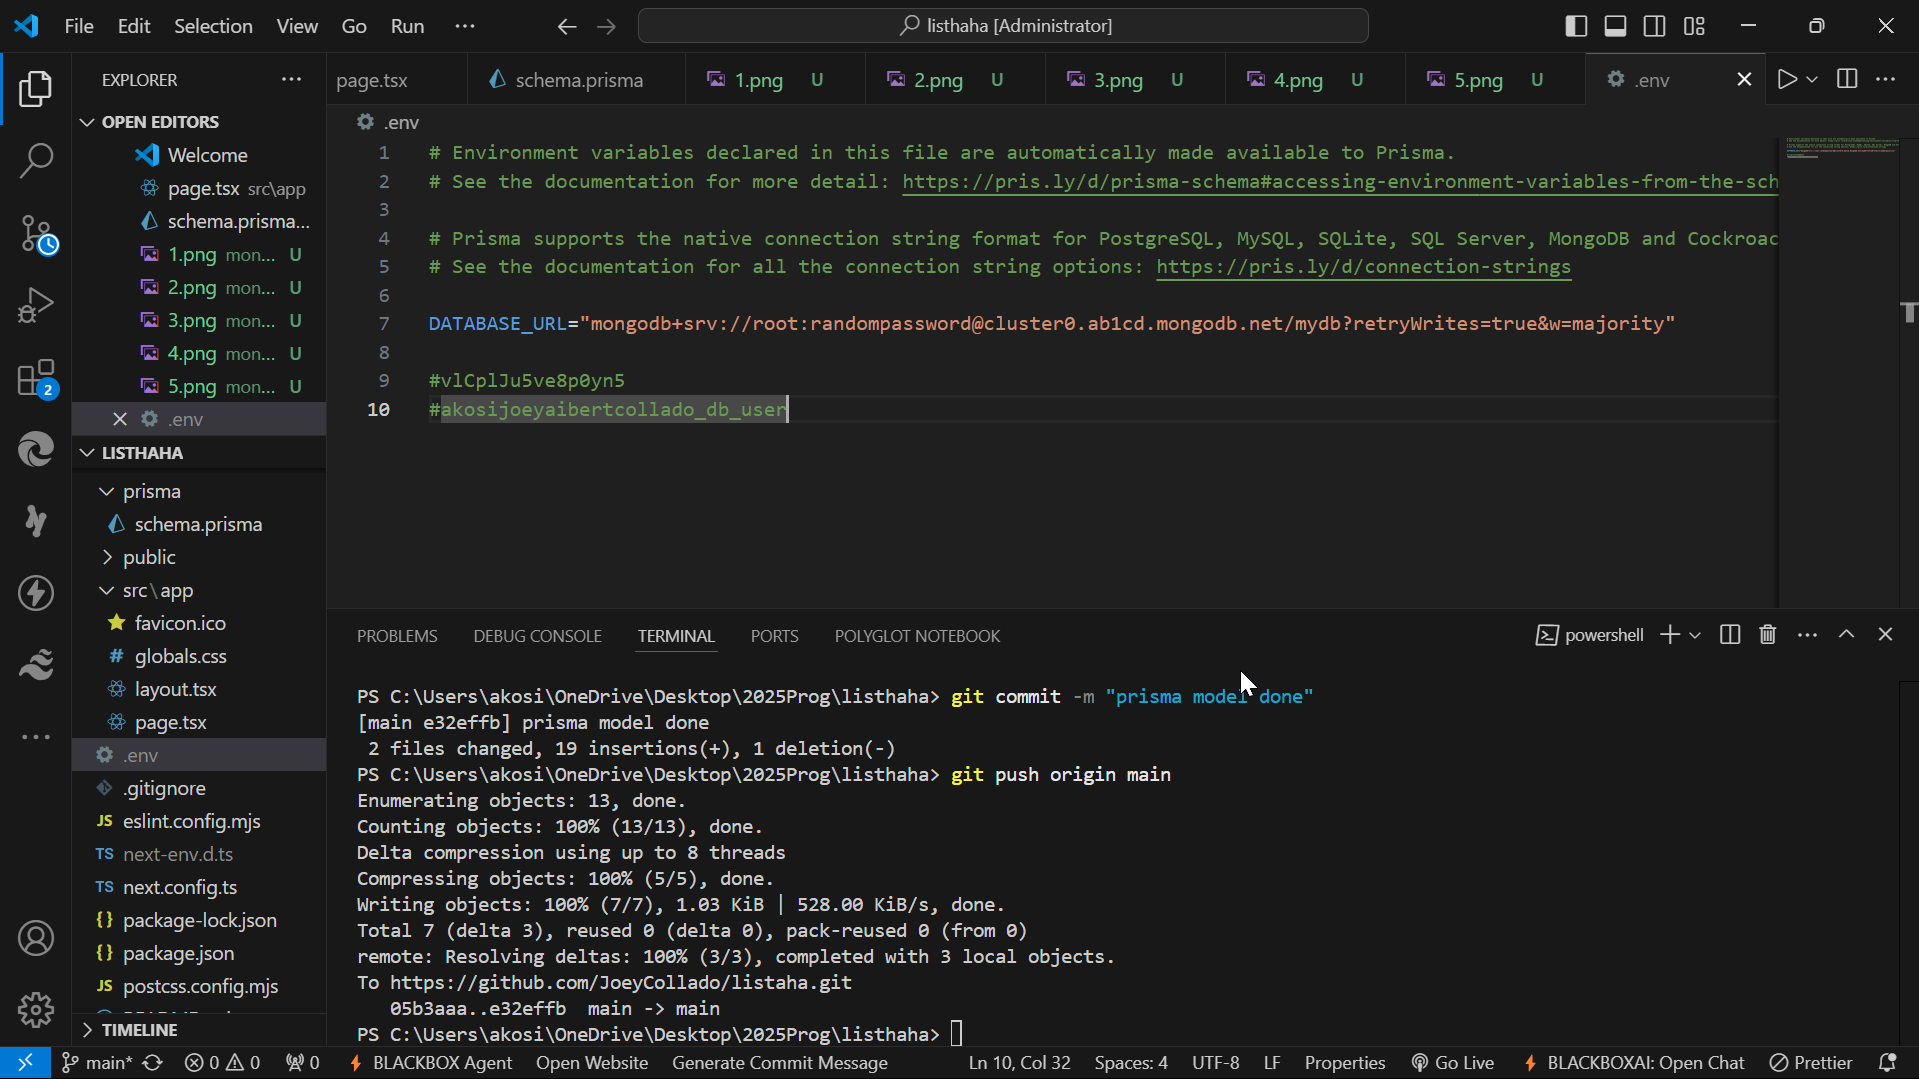 File Edit Selection View Go Run ··· listhaha [Administrator]
EXPLORER ···
OPEN EDITORS
Welcome
page.tsx src\app
schema.prisma...
1.png mon... U
2.png mon... U
3.png mon... U
4.png mon... U
5.png mon... U
.env
LISTHAHA
prisma
schema.prisma
public
src\app
favicon.ico
# globals.css
layout.tsx
page.tsx
.env
.gitignore
JS eslint.config.mjs
TS next-env.d.ts
TS next.config.ts
{} package-lock.json
{} package.json
JS postcss.config.mjs
TIMELINE
2
page.tsx schema.prisma 1.png U 2.png U 3.png U 4.png U 5.png U .env
.env
1 # Environment variables declared in this file are automatically made available to Prisma.
2 # See the documentation for more detail: https://pris.ly/d/prisma-schema#accessing-environment-variables-from-the-sch
3
4 # Prisma supports the native connection string format for PostgreSQL, MySQL, SQLite, SQL Server, MongoDB and Cockroac
5 # See the documentation for all the connection string options: https://pris.ly/d/connection-strings
6
7 DATABASE_URL="mongodb+srv://root:randompassword@cluster0.ab1cd.mongodb.net/mydb?retryWrites=true&w=majority"
8
9 #vlCplJu5ve8p0yn5
10 #akosijoeyaibertcollado_db_user
PROBLEMS DEBUG CONSOLE TERMINAL PORTS POLYGLOT NOTEBOOK powershell
PS C:\Users\akosi\OneDrive\Desktop\2025Prog\listhaha> git commit -m "prisma model done"
[main e32effb] prisma model done
2 files changed, 19 insertions(+), 1 deletion(-)
PS C:\Users\akosi\OneDrive\Desktop\2025Prog\listhaha> git push origin main
Enumerating objects: 13, done.
Counting objects: 100% (13/13), done.
Delta compression using up to 8 threads
Compressing objects: 100% (5/5), done.
Writing objects: 100% (7/7), 1.03 KiB | 528.00 KiB/s, done.
Total 7 (delta 3), reused 0 (delta 0), pack-reused 0 (from 0)
remote: Resolving deltas: 100% (3/3), completed with 3 local objects.
To https://github.com/JoeyCollado/listaha.git
05b3aaa..e32effb main -> main
PS C:\Users\akosi\OneDrive\Desktop\2025Prog\listhaha>
main* 0 0 0 BLACKBOX Agent Open Website Generate Commit Message Ln 10, Col 32 Spaces: 4 UTF-8 LF Properties Go Live BLACKBOXAI: Open Chat Prettier